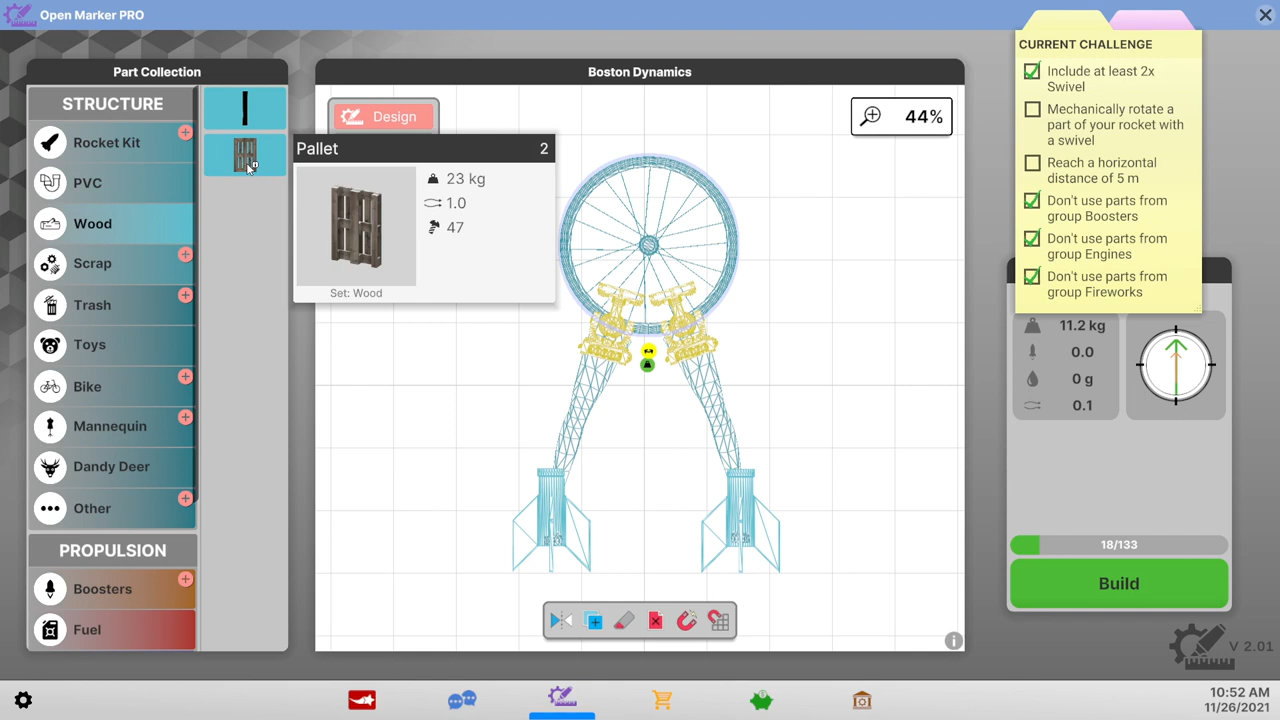 Open Marker PRO
Part Collection
STRUCTURE
Rocket Kit
PVC
Wood
Scrap
Trash
Toys
Bike
Mannequin
Dandy Deer
Other
PROPULSION
Boosters
Fuel
Boston Dynamics
Design
44%
Pallet 2
23 kg
1.0
47
Set: Wood
CURRENT CHALLENGE
Include at least 2x
Swivel
Mechanically rotate a
part of your rocket with
a swivel
Reach a horizontal
distance of 5 m
Don't use parts from
group Boosters
Don't use parts from
group Engines
Don't use parts from
group Fireworks
11.2 kg
0.0
0 g
0.1
18/133
Build
V 2.01
10:52 AM
11/26/2021